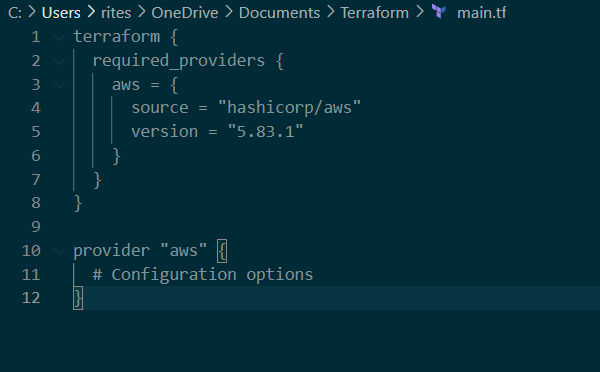 C: > Users > rites > OneDrive > Documents > Terraform > main.tf
1 terraform {
2   required_providers {
3     aws = {
4       source = "hashicorp/aws"
5       version = "5.83.1"
6     }
7   }
8 }
9
10 provider "aws" {
11   # Configuration options
12 }